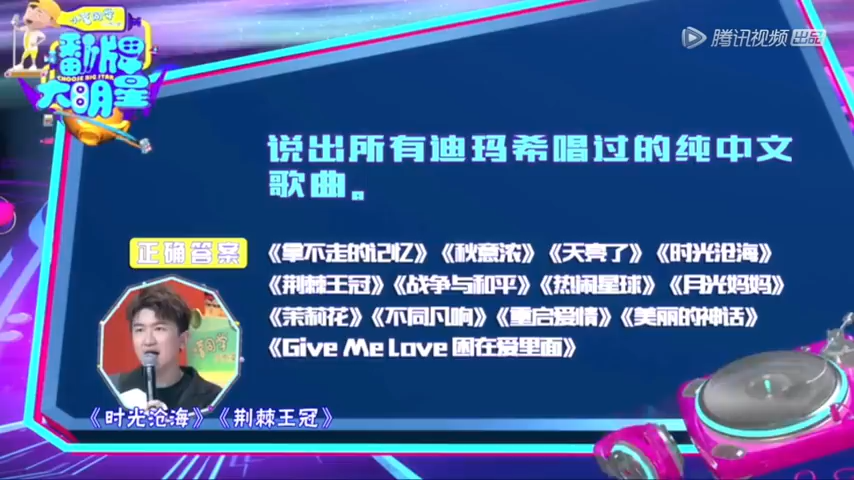 小冒同学
翻牌
CHOOSE BIG STAR
大明星
腾讯视频 出品
说出所有迪玛希唱过的纯中文
歌曲。
正确答案
《拿不走的记忆》《秋意浓》《天亮了》《时光沧海》
《荆棘王冠》《战争与和平》《热闹星球》《月光妈妈》
《茉莉花》《不同凡响》《重启爱情》《美丽的神话》
《Give Me Love 困在爱里面》
《时光沧海》《荆棘王冠》